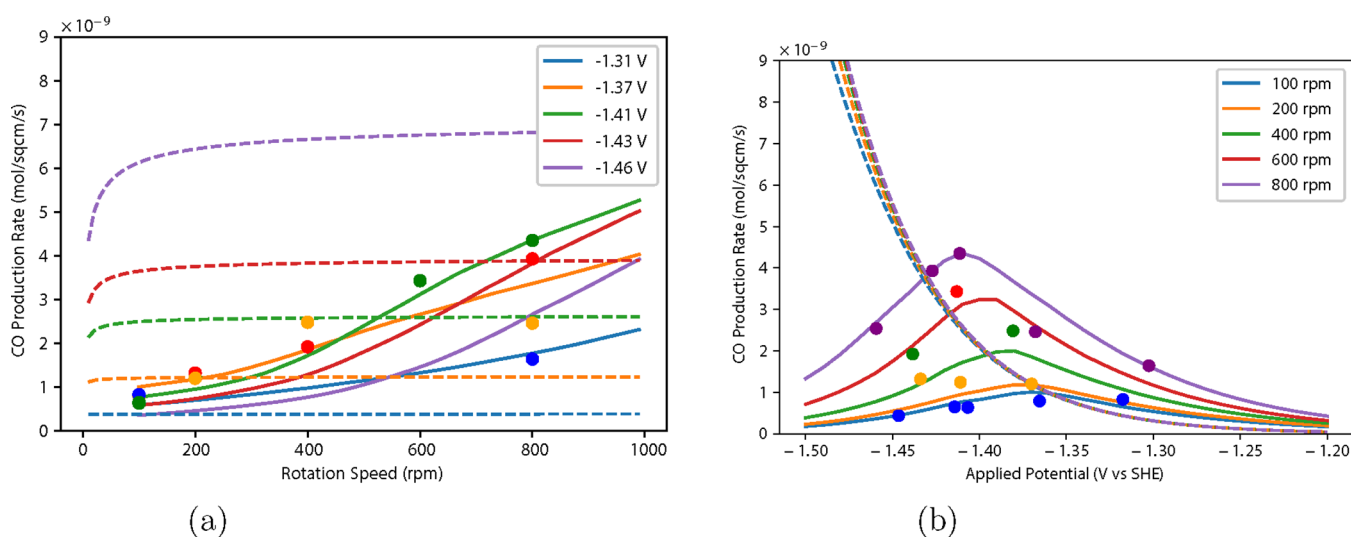 ×10⁻⁹
9
8
7
6
5
4
3
2
1
0
CO Production Rate (mol/sqcm/s)
-1.31 V
-1.37 V
-1.41 V
-1.43 V
-1.46 V
0 200 400 600 800 1000
Rotation Speed (rpm)
(a)
×10⁻⁹
9
8
7
6
5
4
3
2
1
0
CO Production Rate (mol/sqcm/s)
100 rpm
200 rpm
400 rpm
600 rpm
800 rpm
−1.50 −1.45 −1.40 −1.35 −1.30 −1.25 −1.20
Applied Potential (V vs SHE)
(b)